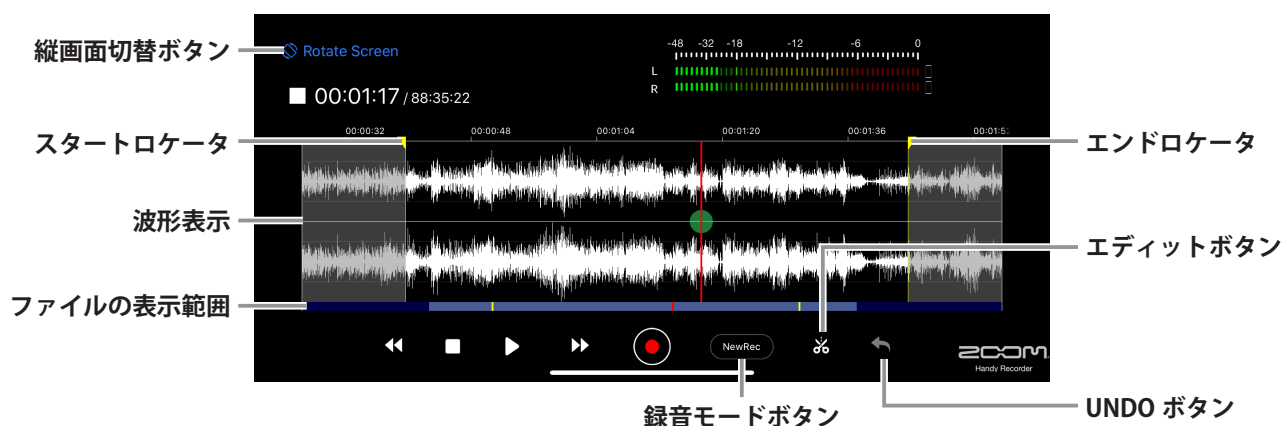 縦画面切替ボタン
Rotate Screen
-48 -32 -18 -12 -6 0
L
R
00:01:17 / 88:35:22
スタートロケータ
00:00:32 00:00:48 00:01:04 00:01:20 00:01:36 00:01:52
エンドロケータ
波形表示
エディットボタン
ファイルの表示範囲
NewRec
ZOOM
Handy Recorder
録音モードボタン
UNDO ボタン